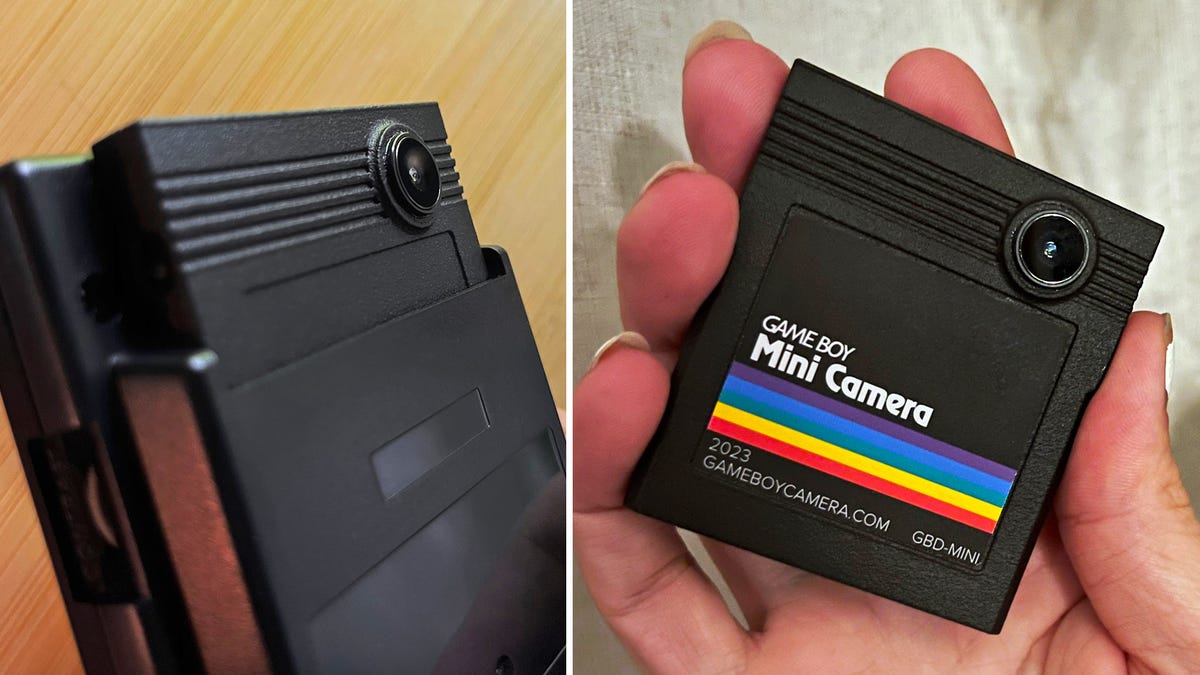 GAME BOY
Mini Camera
2023
GAMEBOYCAMERA.COM
GBD-MINI